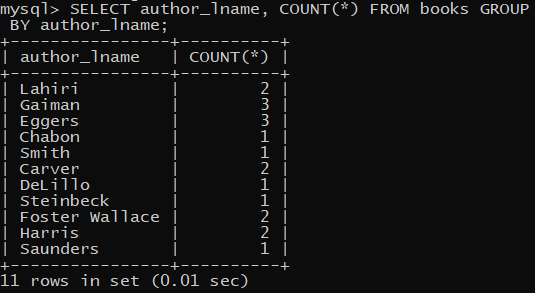 mysql> SELECT author_lname, COUNT(*) FROM books GROUP
 BY author_lname;
+----------------+----------+
| author_lname   | COUNT(*) |
+----------------+----------+
| Lahiri         |        2 |
| Gaiman         |        3 |
| Eggers         |        3 |
| Chabon         |        1 |
| Smith          |        1 |
| Carver         |        2 |
| DeLillo        |        1 |
| Steinbeck      |        1 |
| Foster Wallace |        2 |
| Harris         |        2 |
| Saunders       |        1 |
+----------------+----------+
11 rows in set (0.01 sec)